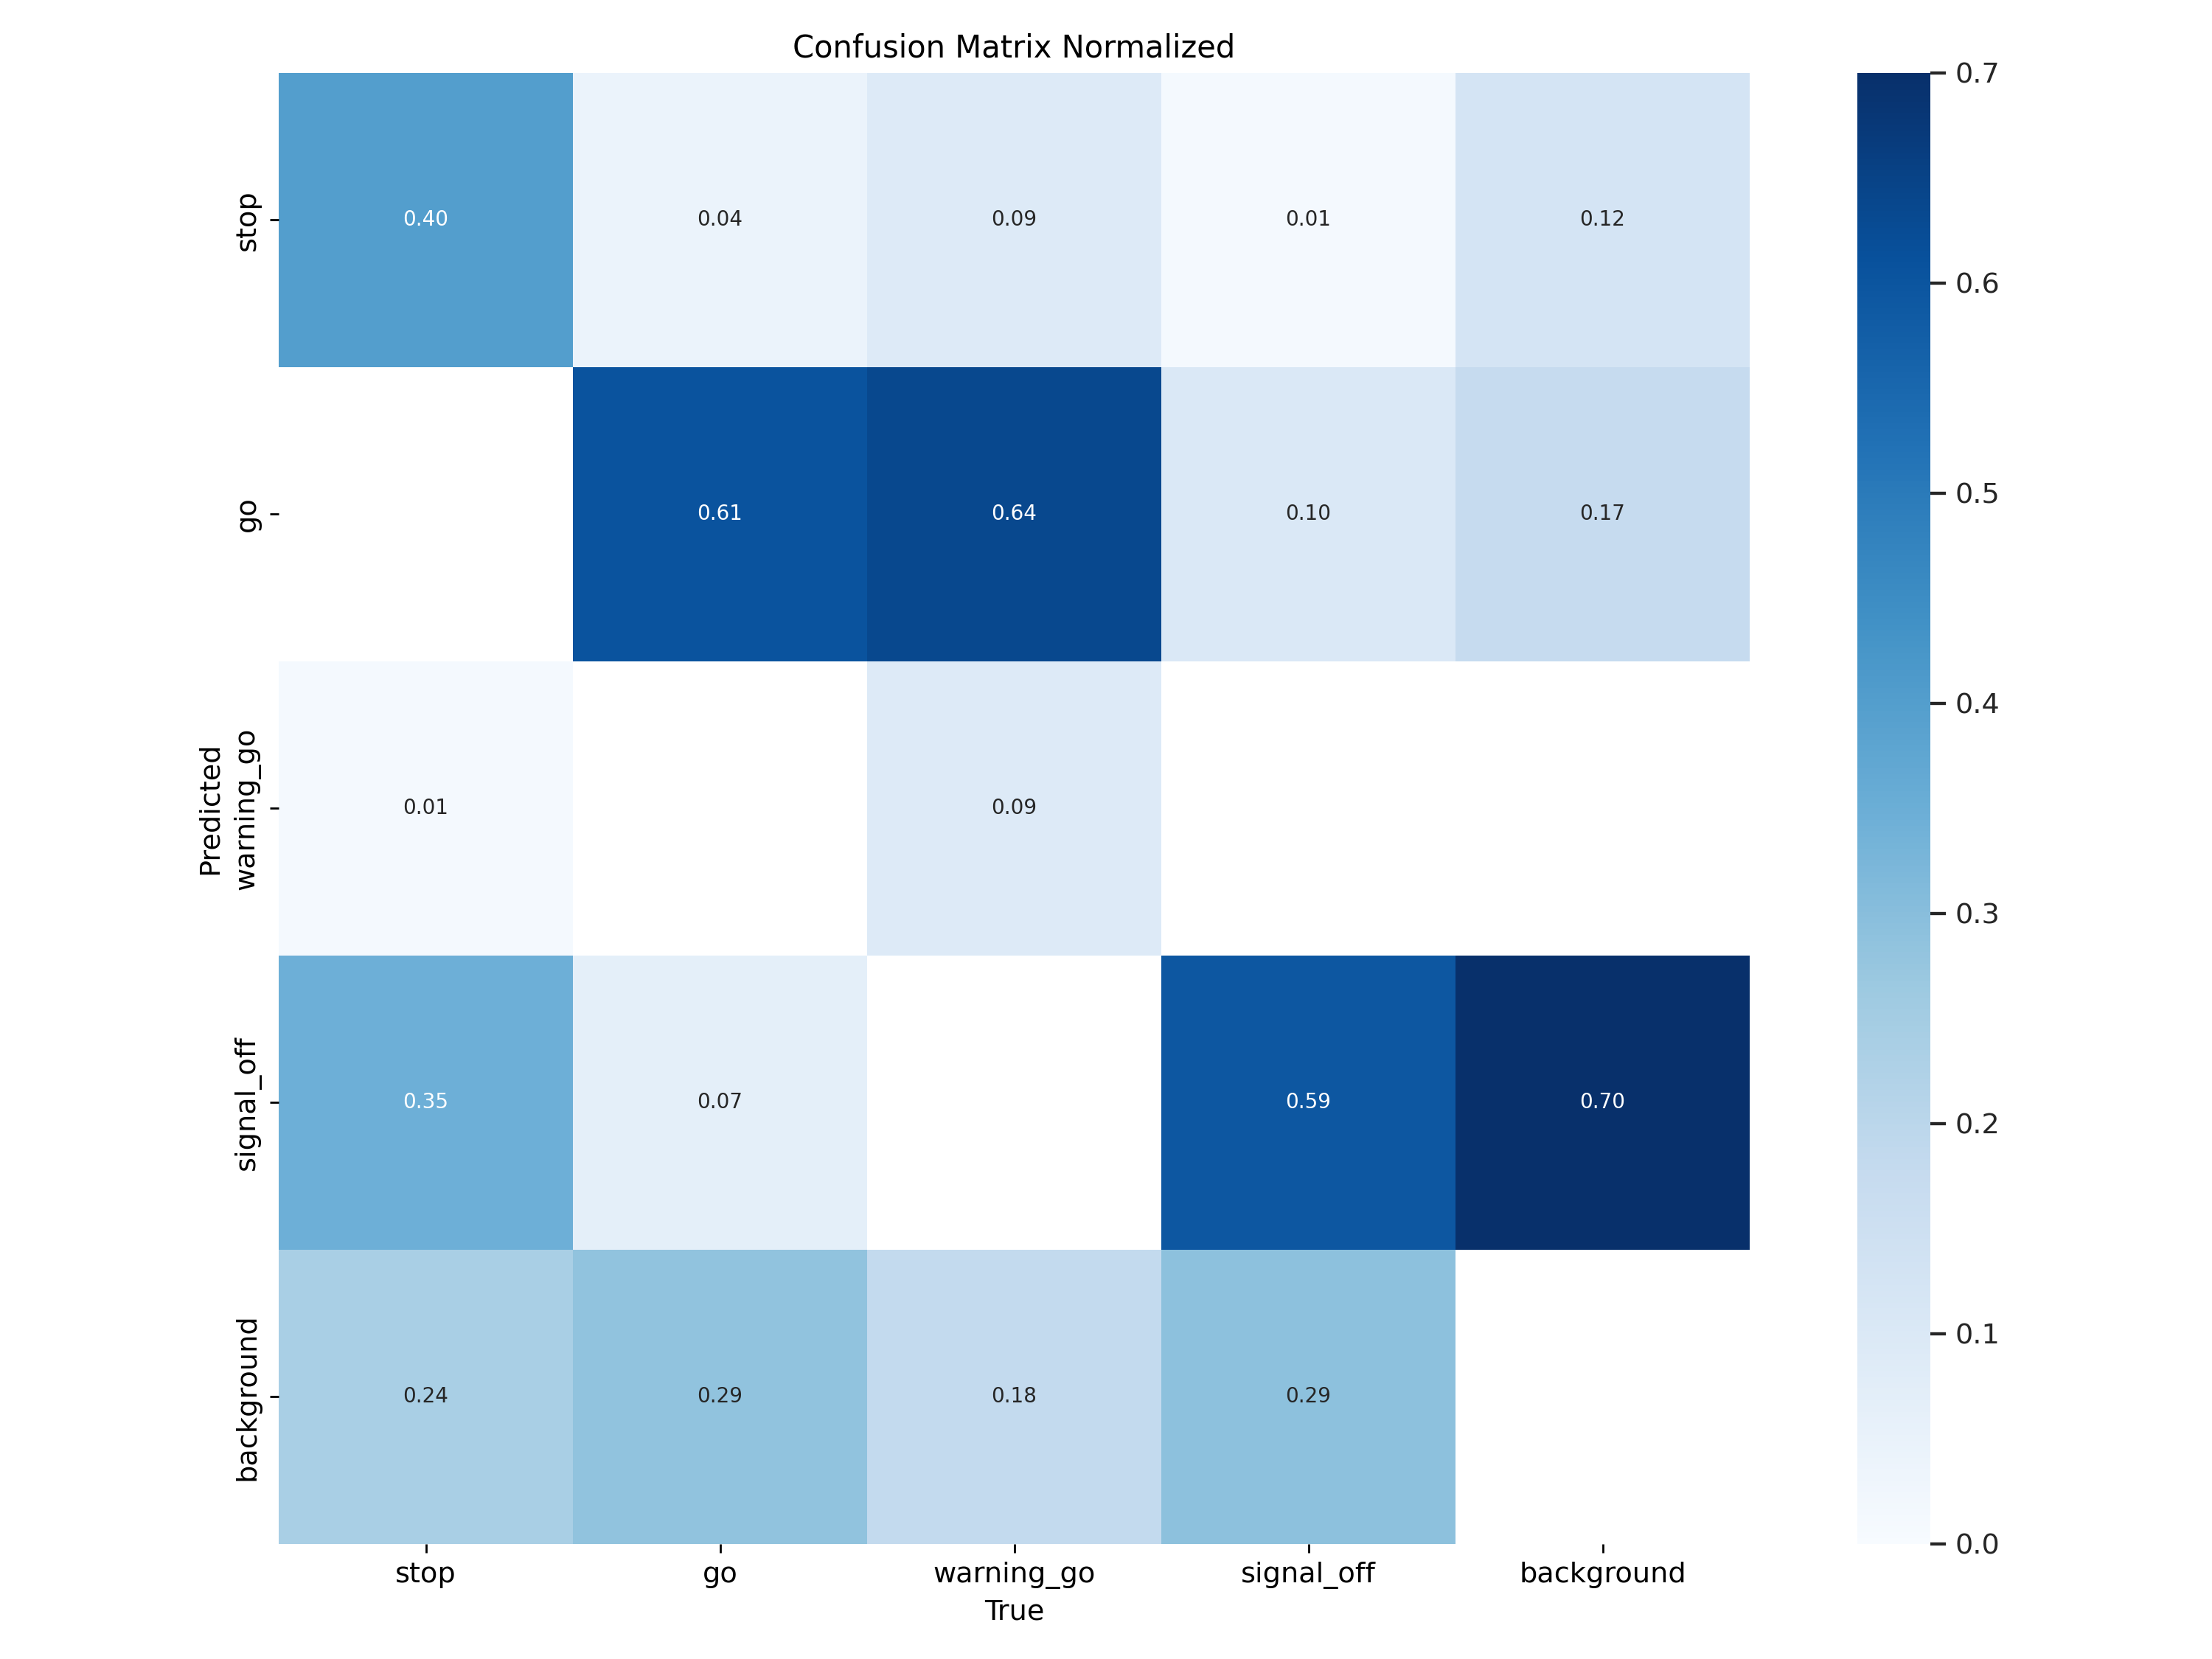 Confusion Matrix Normalized
0.7
stop
0.40
0.04
0.09
0.01
0.12
0.6
go
0.61
0.64
0.10
0.17
0.5
0.4
Predicted
warning_go
0.01
0.09
0.3
signal_off
0.35
0.07
0.59
0.70
0.2
0.1
background
0.24
0.29
0.18
0.29
0.0
stop
go
warning_go
signal_off
background
True